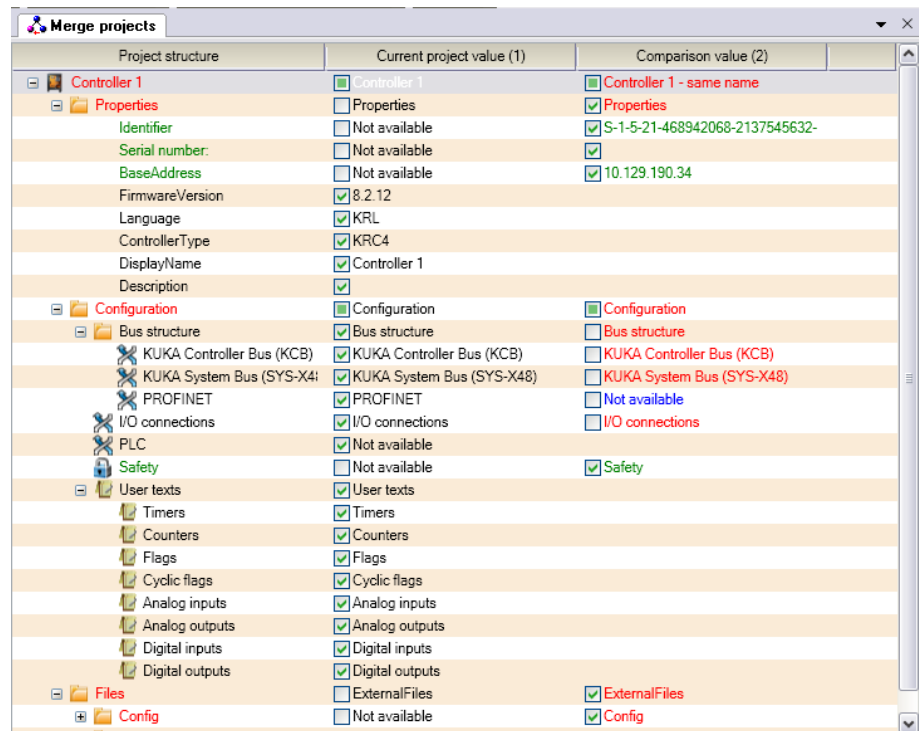 Merge projects
Project structure Current project value (1) Comparison value (2)
Controller 1 Controller 1 Controller 1 - same name
Properties Properties Properties
Identifier Not available S-1-5-21-468942068-2137545632-
Serial number: Not available
BaseAddress Not available 10.129.190.34
FirmwareVersion 8.2.12
Language KRL
ControllerType KRC4
DisplayName Controller 1
Description
Configuration Configuration Configuration
Bus structure Bus structure Bus structure
KUKA Controller Bus (KCB) KUKA Controller Bus (KCB) KUKA Controller Bus (KCB)
KUKA System Bus (SYS-X4 KUKA System Bus (SYS-X48) KUKA System Bus (SYS-X48)
PROFINET PROFINET Not available
I/O connections I/O connections I/O connections
PLC Not available
Safety Not available Safety
User texts User texts
Timers Timers
Counters Counters
Flags Flags
Cyclic flags Cyclic flags
Analog inputs Analog inputs
Analog outputs Analog outputs
Digital inputs Digital inputs
Digital outputs Digital outputs
Files ExternalFiles ExternalFiles
Config Not available Config